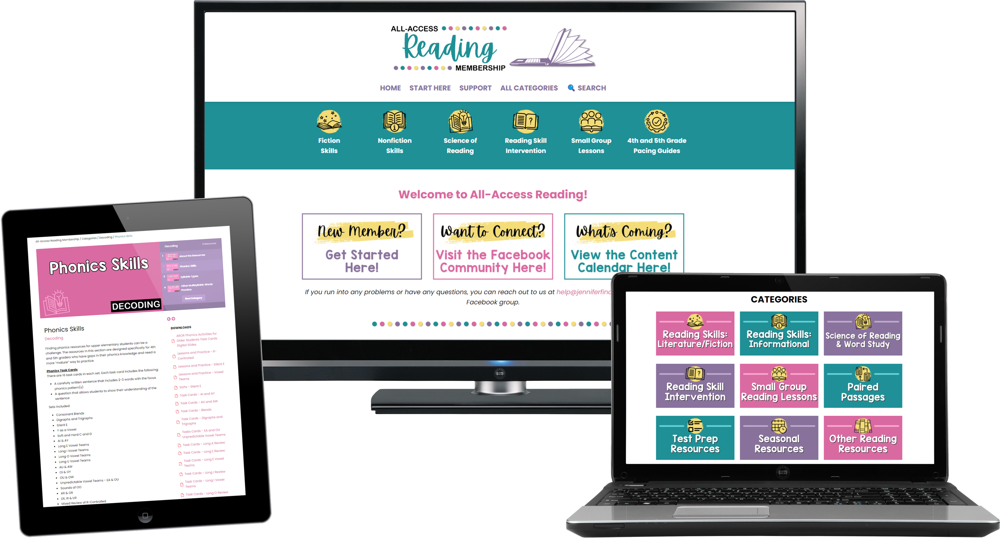 ALL-ACCESS
Reading
MEMBERSHIP
HOME START HERE SUPPORT ALL CATEGORIES SEARCH
Fiction
Skills
Nonfiction
Skills
Science of
Reading
Reading Skill
Intervention
Small Group
Lessons
4th and 5th Grade
Pacing Guides
Welcome to All-Access Reading!
New Member?
Get Started
Here!
Want to Connect?
Visit the Facebook
Community Here!
What's Coming?
View the Content
Calendar Here!
If you run into any problems or have any questions, you can reach out to us at help@jenniferfinc
Facebook group.
All-Access Reading Membership / Categories / Decoding / Phonics Skills
Phonics Skills
DECODING
Decoding 4 Resources
1 About the Resources
2 Phonics Skills
3 Syllable Types
4 Other Multisyllabic Words
Practice
Next Category
Phonics Skills
Decoding
Finding phonics resources for upper elementary students can be a
challenge. The resources in this section are designed specifically for 4th
and 5th graders who have gaps in their phonics knowledge and need a
more "mature" way to practice.
Phonics Task Cards
There are 16 task cards in each set. Each task card includes the following:
• A carefully written sentence that includes 2-3 words with the focus
phonics pattern(s)
• A question that allows students to show their understanding of the
sentence
Sets Included:
• Consonant Blends
• Digraphs and Trigraphs
• Silent E
• Y as a Vowel
• Soft and Hard C and G
• AI & AY
• Long E Vowel Teams
• Long I Vowel Teams
• Long O Vowel Teams
• Long U Vowel Teams
• AU & AW
• OI & OY
• OU & OW
• Unpredictable Vowel Teams - EA & OU
• Sounds of OO
• AR & OR
• ER, IR & UR
• Mixed Review of R-Controlled
DOWNLOADS
AROR Phonics Activities for
Older Students Task Cards
Digital Slides
Lessons and Practice - R-
Controlled
Lessons and Practice - Silent E
Lessons and Practice - Vowel
Teams
Sorts - Silent E
Task Cards - AI and AY
Task Cards - AU and AW
Task Cards - Blends
Task Cards - Digraphs and
Trigraphs
Tasks Cards - EA and OU
Unpredictable Vowel Teams
Task Cards - Long A Review
Task Cards - Long E Review
Task Cards - Long E Vowel
Teams
Task Cards - Long I Review
Task Cards - Long I Vowel
Teams
Task Cards - Long O Review
CATEGORIES
Reading Skills:
Literature/Fiction
Reading Skills:
Informational
Science of Reading
& Word Study
Reading Skill
Intervention
Small Group
Reading Lessons
Paired
Passages
Test Prep
Resources
Seasonal
Resources
Other Reading
Resources